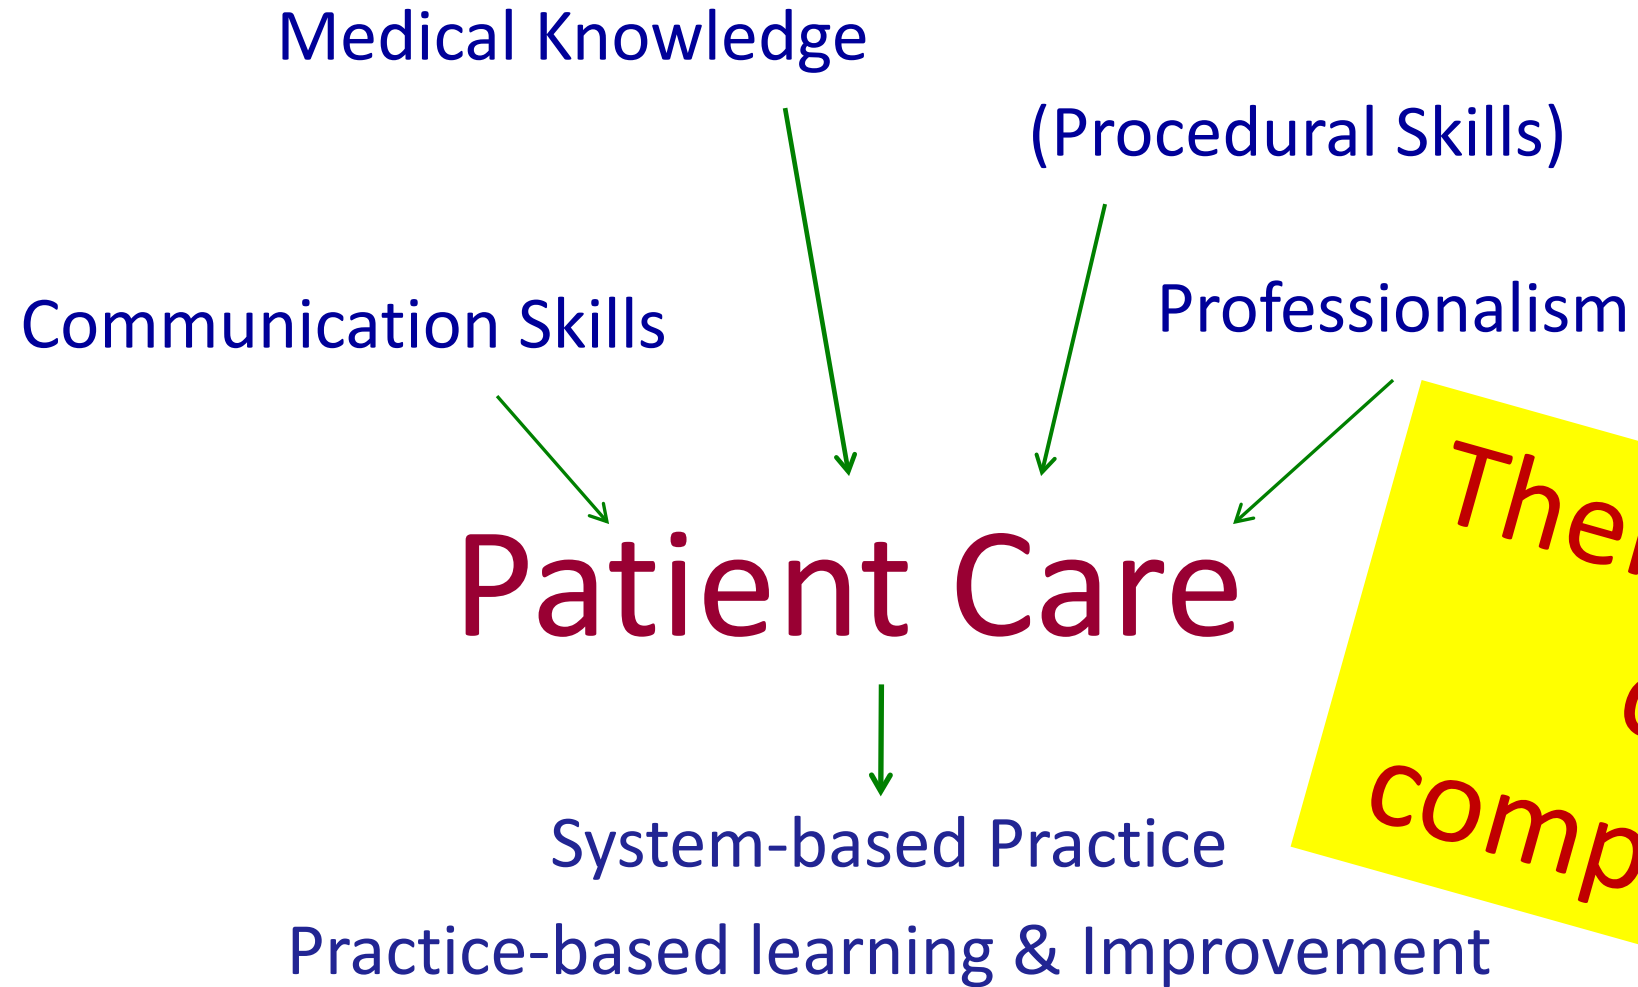 Medical Knowledge
(Procedural Skills)
Communication Skills
Professionalism
Patient Care
System-based Practice
Practice-based learning & Improvement